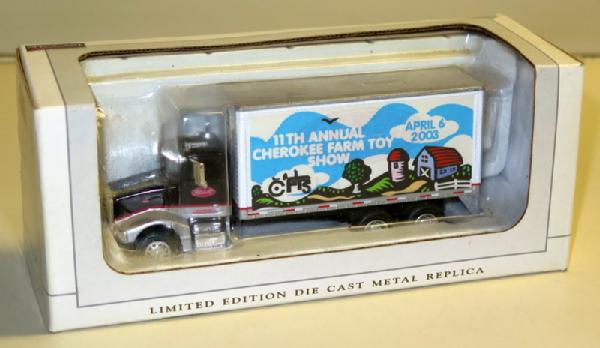 11TH ANNUAL
CHEROKEE FARM TOY
SHOW
APRIL 6
2003
LIMITED EDITION DIE CAST METAL REPLICA